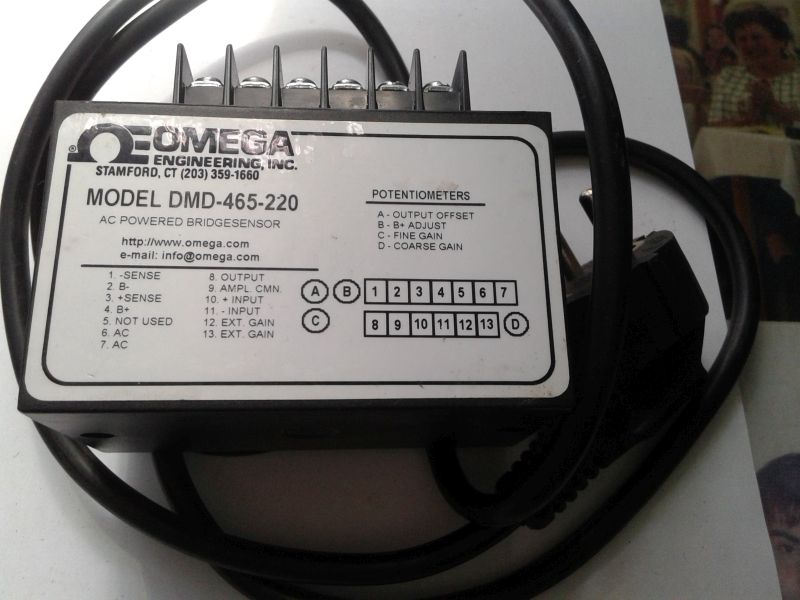 ® OMEGA
ENGINEERING, INC.
STAMFORD, CT (203) 359-1660
MODEL DMD-465-220
AC POWERED BRIDGESENSOR
http://www.omega.com
e-mail: info@omega.com
POTENTIOMETERS
A - OUTPUT OFFSET
B - B+ ADJUST
C - FINE GAIN
D - COARSE GAIN
1. -SENSE
2. B-
3. +SENSE
4. B+
5. NOT USED
6. AC
7. AC
8. OUTPUT
9. AMPL. CMN.
10. + INPUT
11. - INPUT
12. EXT. GAIN
13. EXT. GAIN
A B 1 2 3 4 5 6 7
C 8 9 10 11 12 13 D